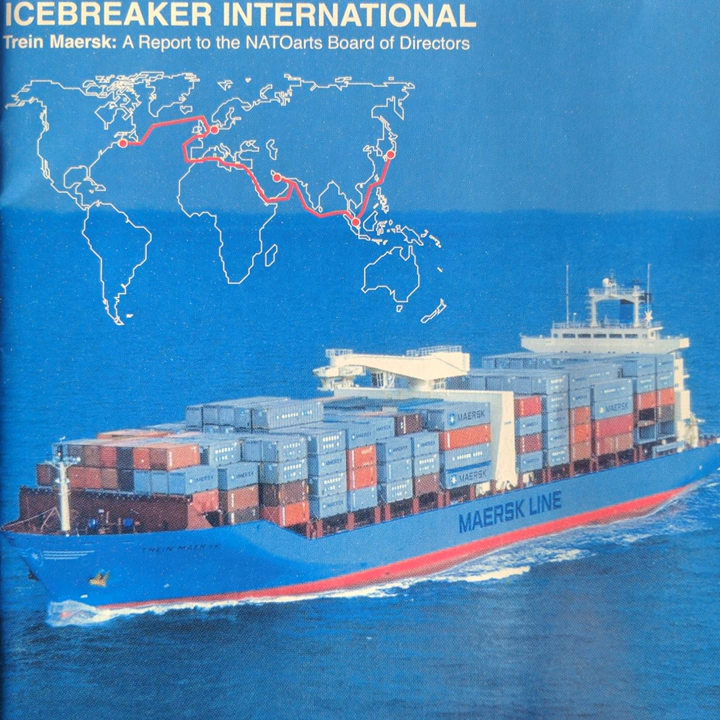 ICEBREAKER INTERNATIONAL
Trein Maersk: A Report to the NATOarts Board of Directors
MAERSK
MAERSK
MAERSK
MAERSK LINE
TREIN MAERSK